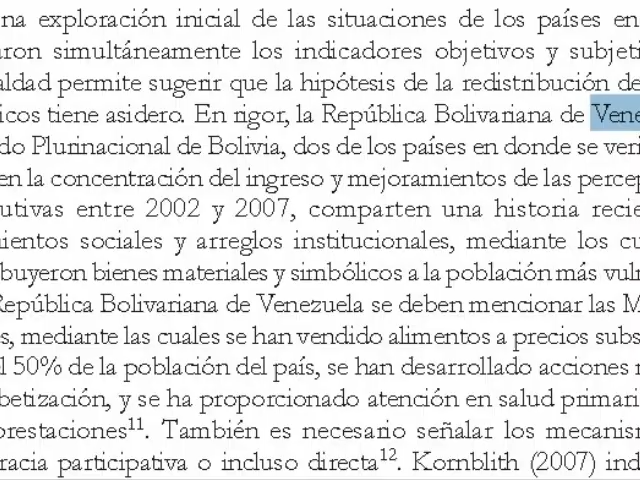 na exploración inicial de las situaciones de los países en
aron simultáneamente los indicadores objetivos y subjeti
aldad permite sugerir que la hipótesis de la redistribución de
icos tiene asidero. En rigor, la República Bolivariana de Vene
do Plurinacional de Bolivia, dos de los países en donde se veri
en la concentración del ingreso y mejoramientos de las percep
utivas entre 2002 y 2007, comparten una historia recie
nientos sociales y arreglos institucionales, mediante los cu
ibuyeron bienes materiales y simbólicos a la población más vuln
República Bolivariana de Venezuela se deben mencionar las M
s, mediante las cuales se han vendido alimentos a precios subs
el 50% de la población del país, se han desarrollado acciones
betización, y se ha proporcionado atención en salud primari
prestaciones¹¹. También es necesario señalar los mecanism
racia participativa o incluso directa¹². Kornblith (2007) ind